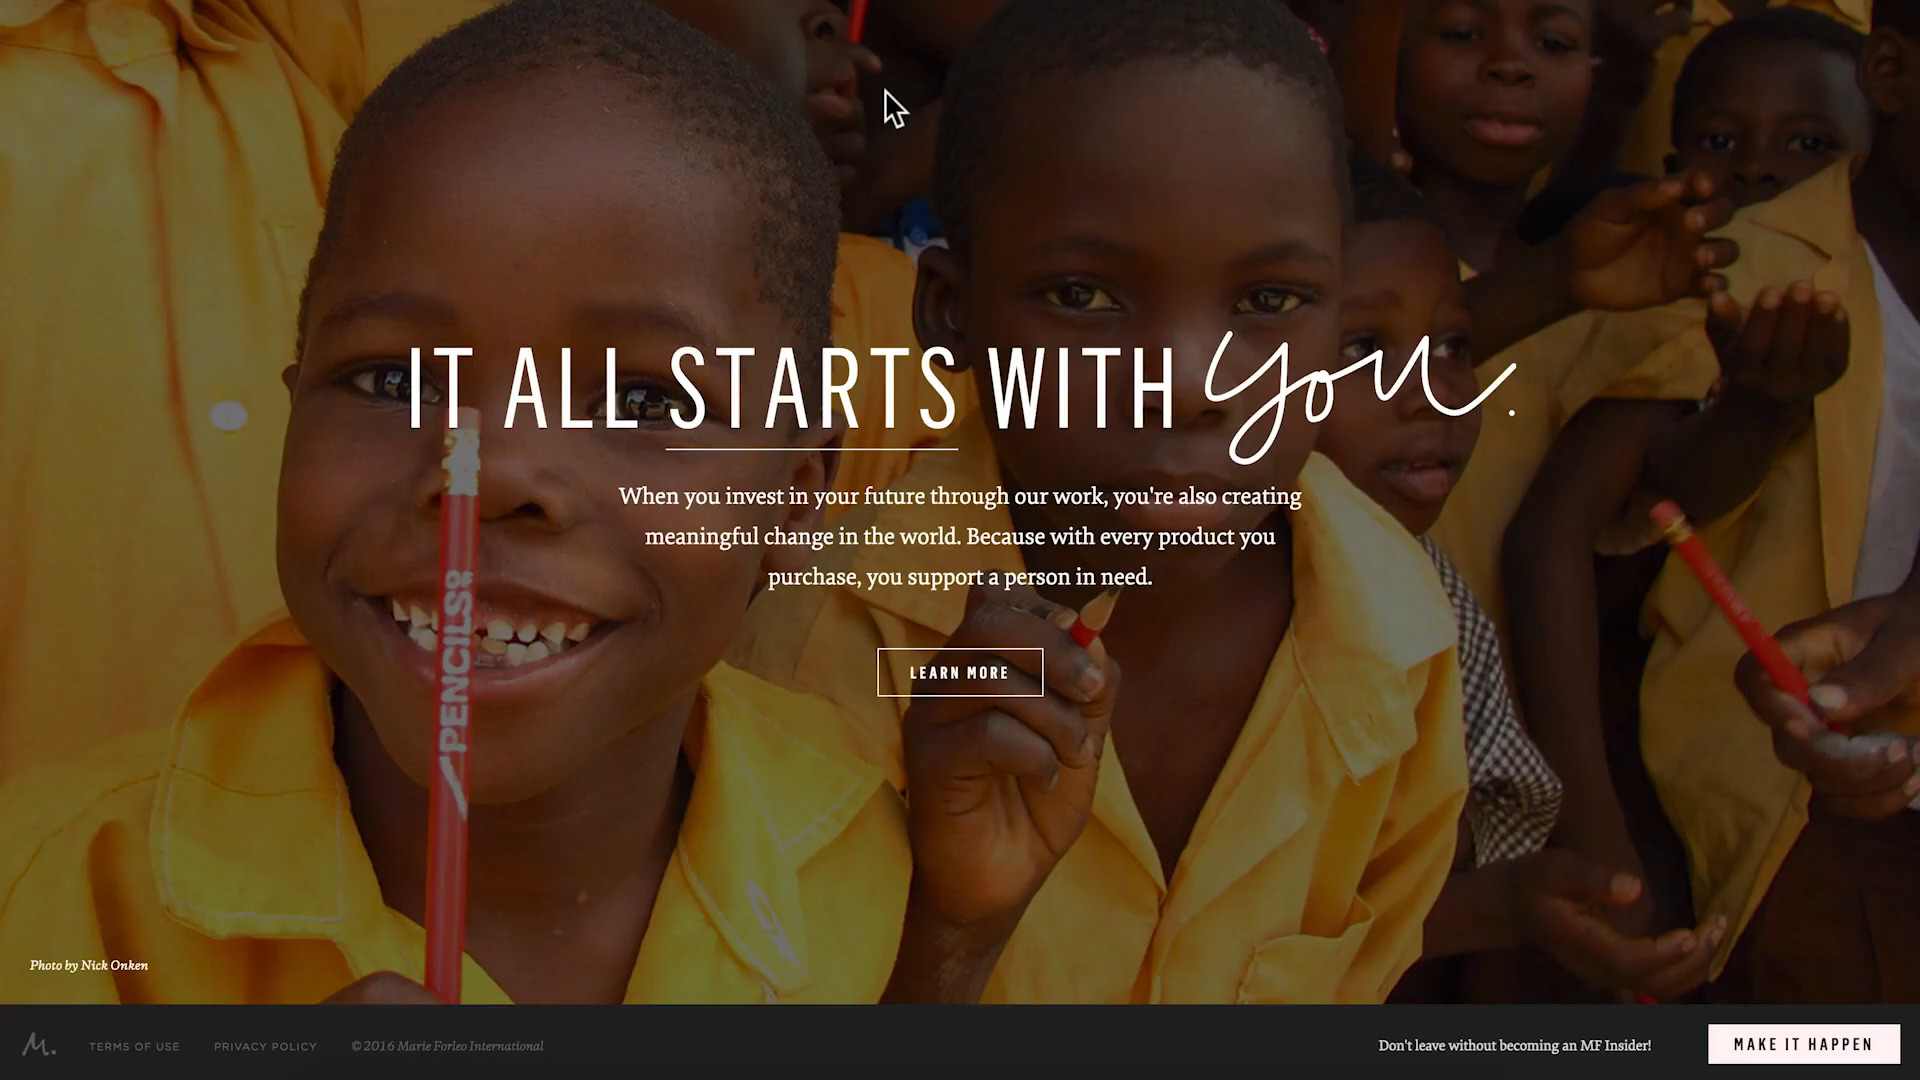 IT ALL STARTS WITH you.
When you invest in your future through our work, you're also creating
meaningful change in the world. Because with every product you
purchase, you support a person in need.
LEARN MORE
PENCILS OF
Photo by Nick Onken
M.
TERMS OF USE
PRIVACY POLICY
©2016 Marie Forleo International
Don't leave without becoming an MF Insider!
MAKE IT HAPPEN